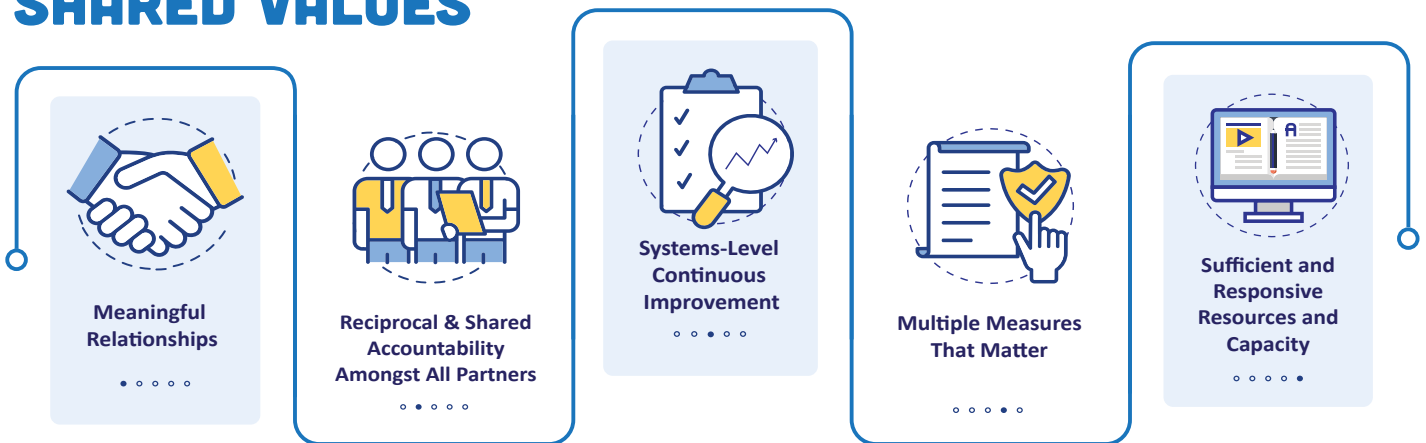 SHARED VALUES
Meaningful
Relationships
Reciprocal & Shared
Accountability
Amongst All Partners
Systems-Level
Continuous
Improvement
Multiple Measures
That Matter
A
Sufficient and
Responsive
Resources and
Capacity